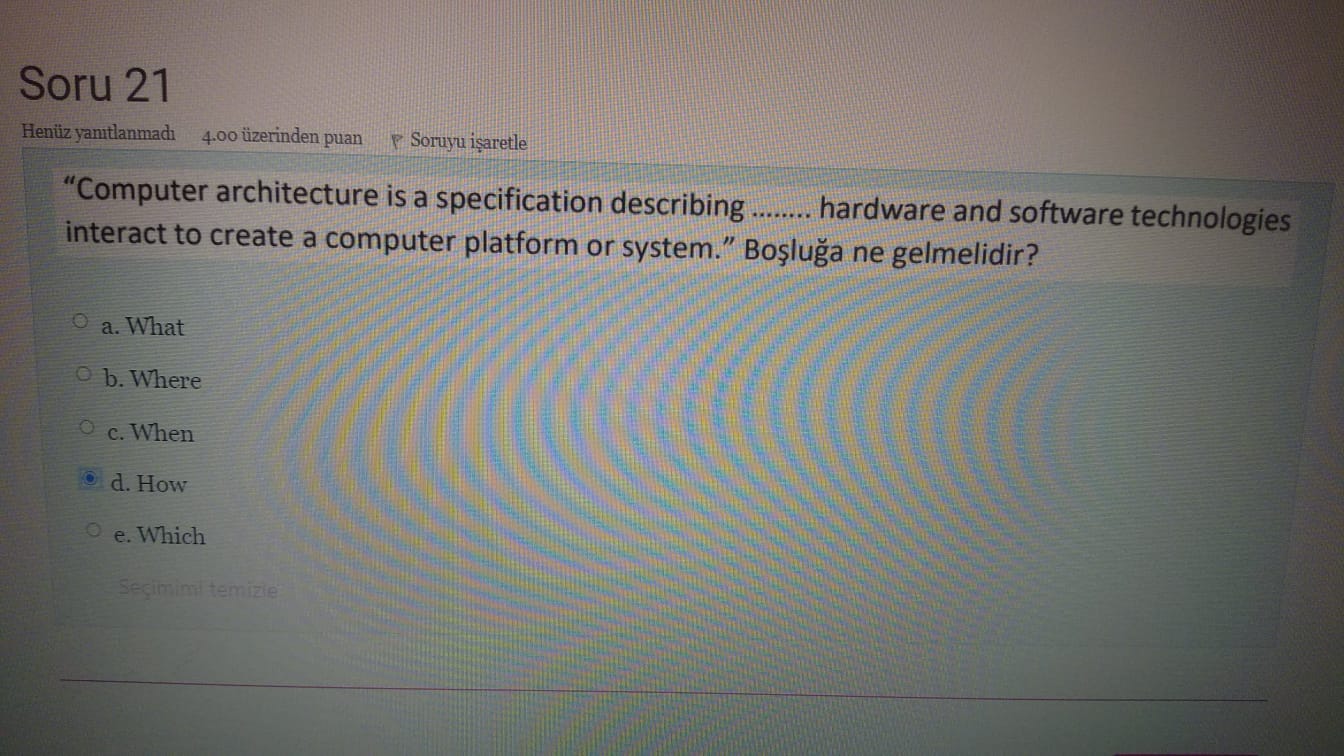 Soru 21
Henüz yanıtlanmadı 4.00 üzerinden puan Soruyu işaretle
“Computer architecture is a specification describing ........ hardware and software technologies
interact to create a computer platform or system.” Boşluğa ne gelmelidir?
a. What
b. Where
c. When
d. How
e. Which
Seçimimi temizle